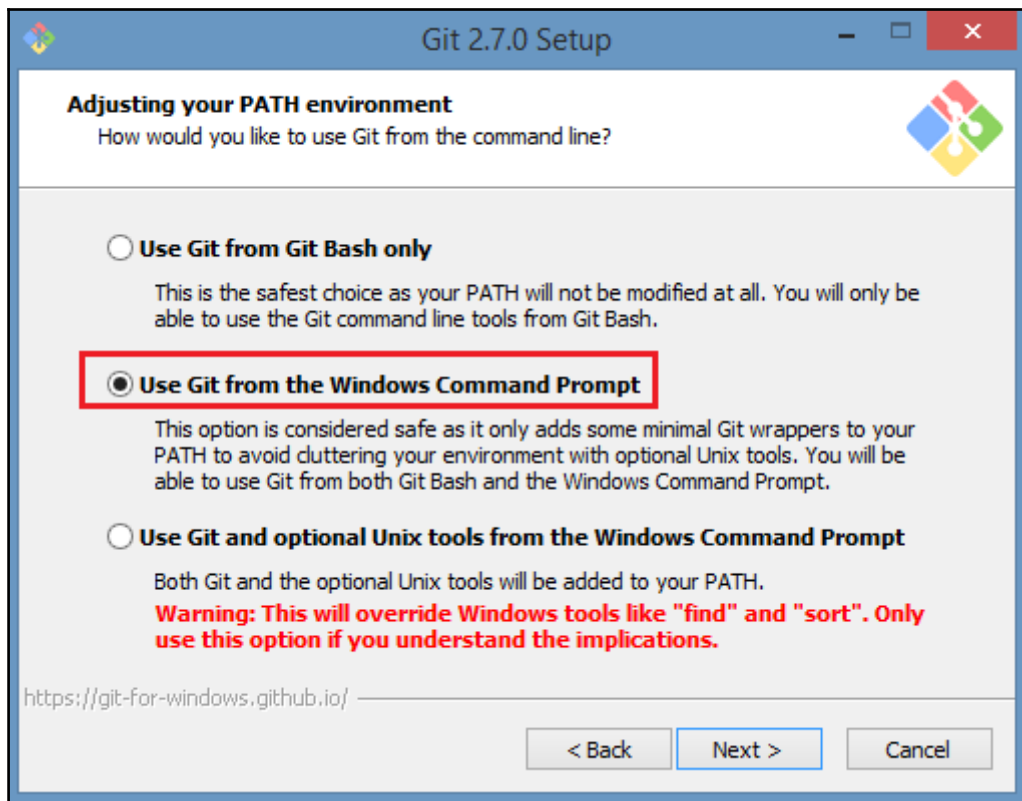 Git 2.7.0 Setup
Adjusting your PATH environment
How would you like to use Git from the command line?
Use Git from Git Bash only
This is the safest choice as your PATH will not be modified at all. You will only be
able to use the Git command line tools from Git Bash.
Use Git from the Windows Command Prompt
This option is considered safe as it only adds some minimal Git wrappers to your
PATH to avoid cluttering your environment with optional Unix tools. You will be
able to use Git from both Git Bash and the Windows Command Prompt.
Use Git and optional Unix tools from the Windows Command Prompt
Both Git and the optional Unix tools will be added to your PATH.
Warning: This will override Windows tools like "find" and "sort". Only
use this option if you understand the implications.
https://git-for-windows.github.io/
< Back Next > Cancel